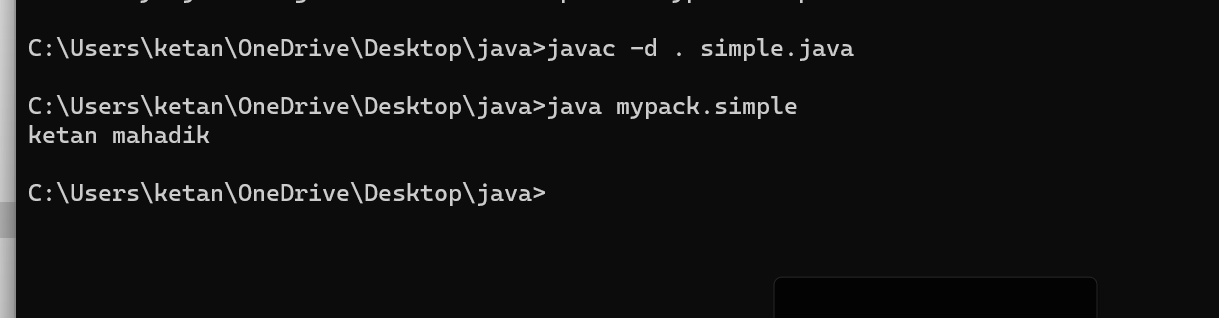 C:\Users\ketan\OneDrive\Desktop\java>javac -d . simple.java
C:\Users\ketan\OneDrive\Desktop\java>java mypack.simple
ketan mahadik
C:\Users\ketan\OneDrive\Desktop\java>